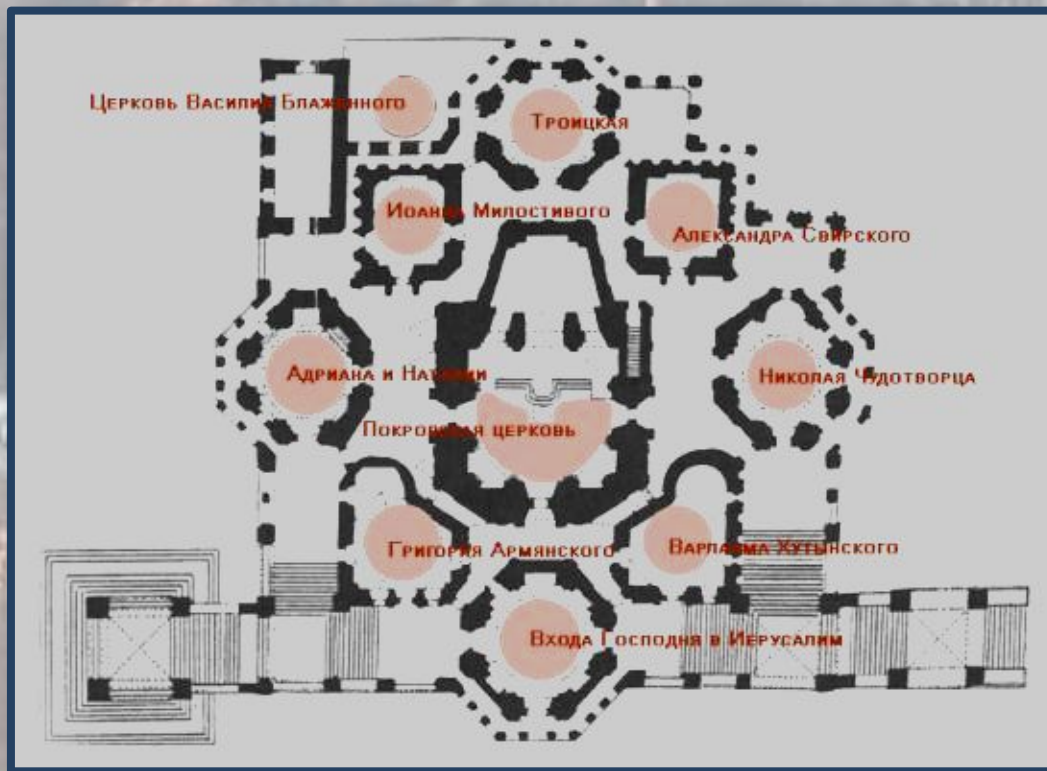 Церковь Василия Блаженного
Троицкая
Иоанна Милостивого
Александра Свирского
Адриана и Наталии
Николая Чудотворца
Покровская церковь
Григория Армянского
Варлаама Хутынского
Входа Господня в Иерусалим